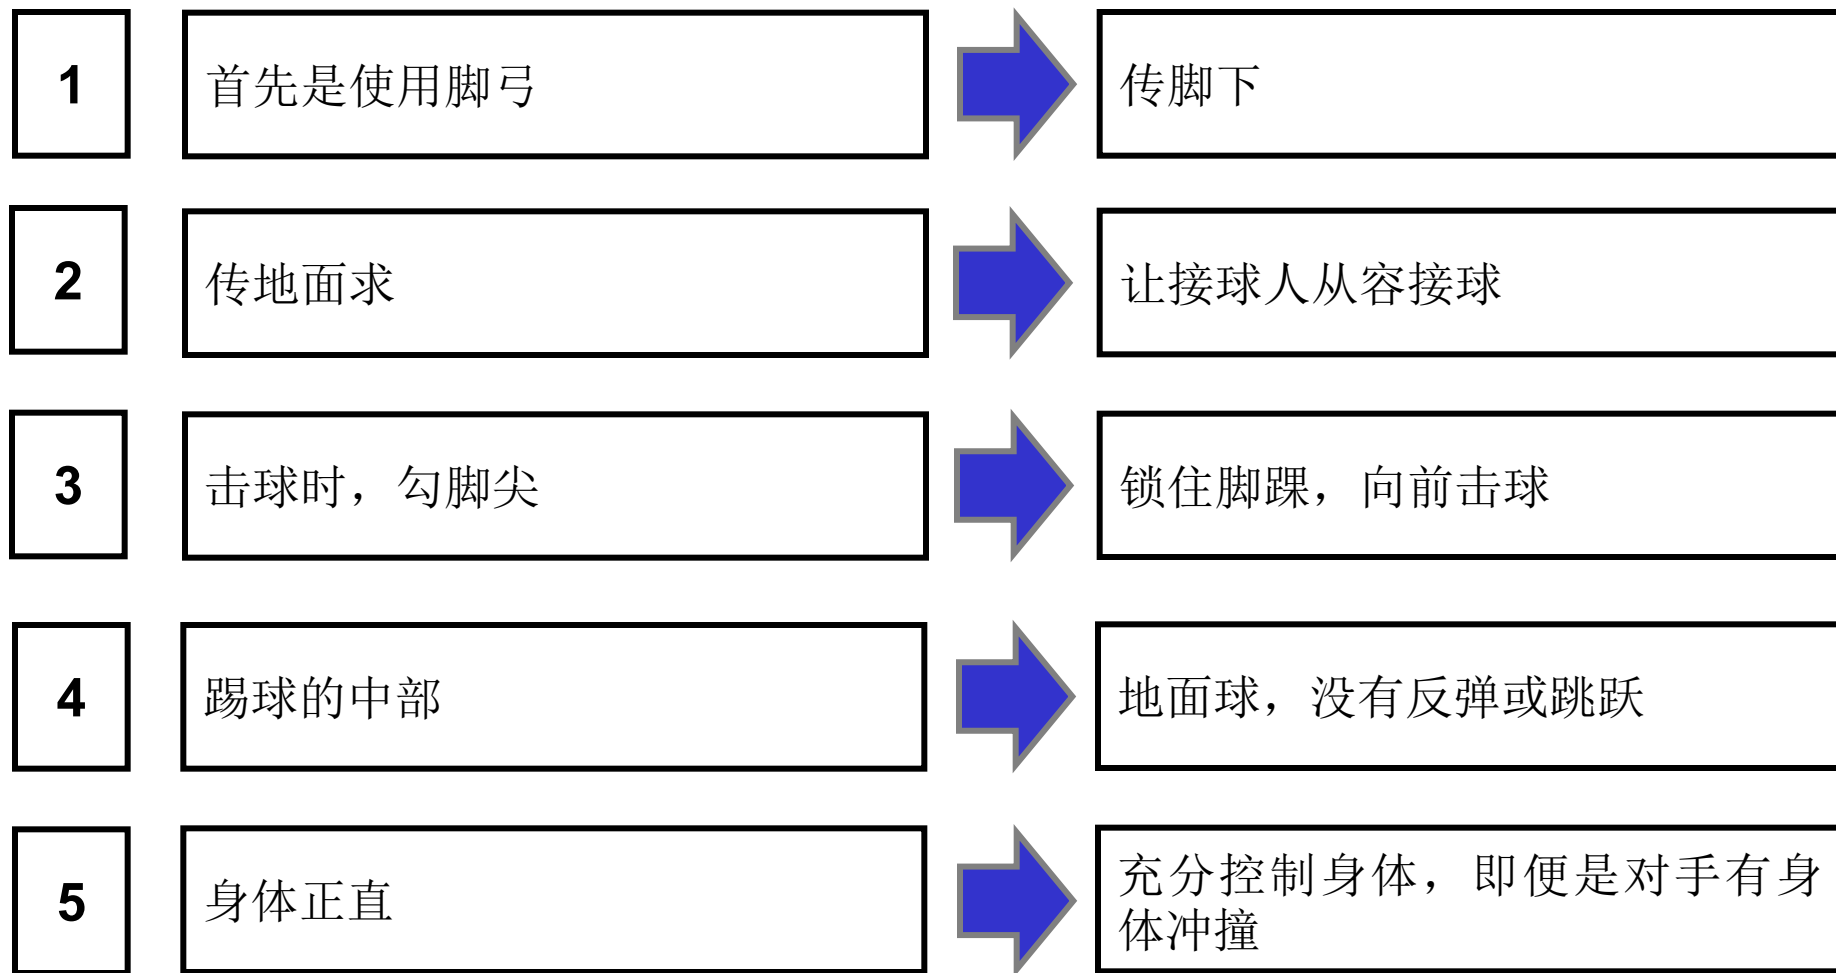 1
首先是使用脚弓
传脚下
2
传地面求
让接球人从容接球
3
击球时，勾脚尖
锁住脚踝，向前击球
4
踢球的中部
地面球，没有反弹或跳跃
5
身体正直
充分控制身体，即便是对手有身
体冲撞